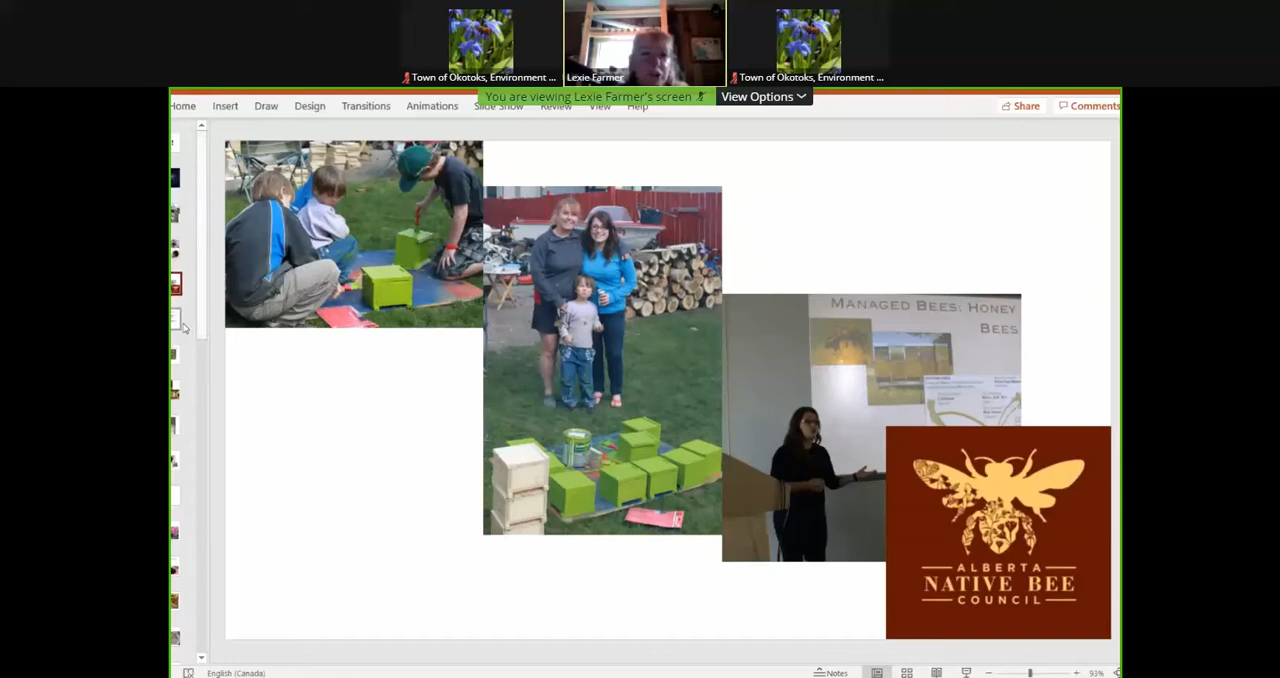 Town of Okotoks, Environment ...
Lexie Farmer
Town of Okotoks, Environment ...
You are viewing Lexie Farmer's screen
View Options
Home Insert Draw Design Transitions Animations Slide Show Review View Help
Share
Comments
MANAGED BEES: HONEY
BEES
ALBERTA
NATIVE BEE
COUNCIL
English (Canada)
Notes
93%